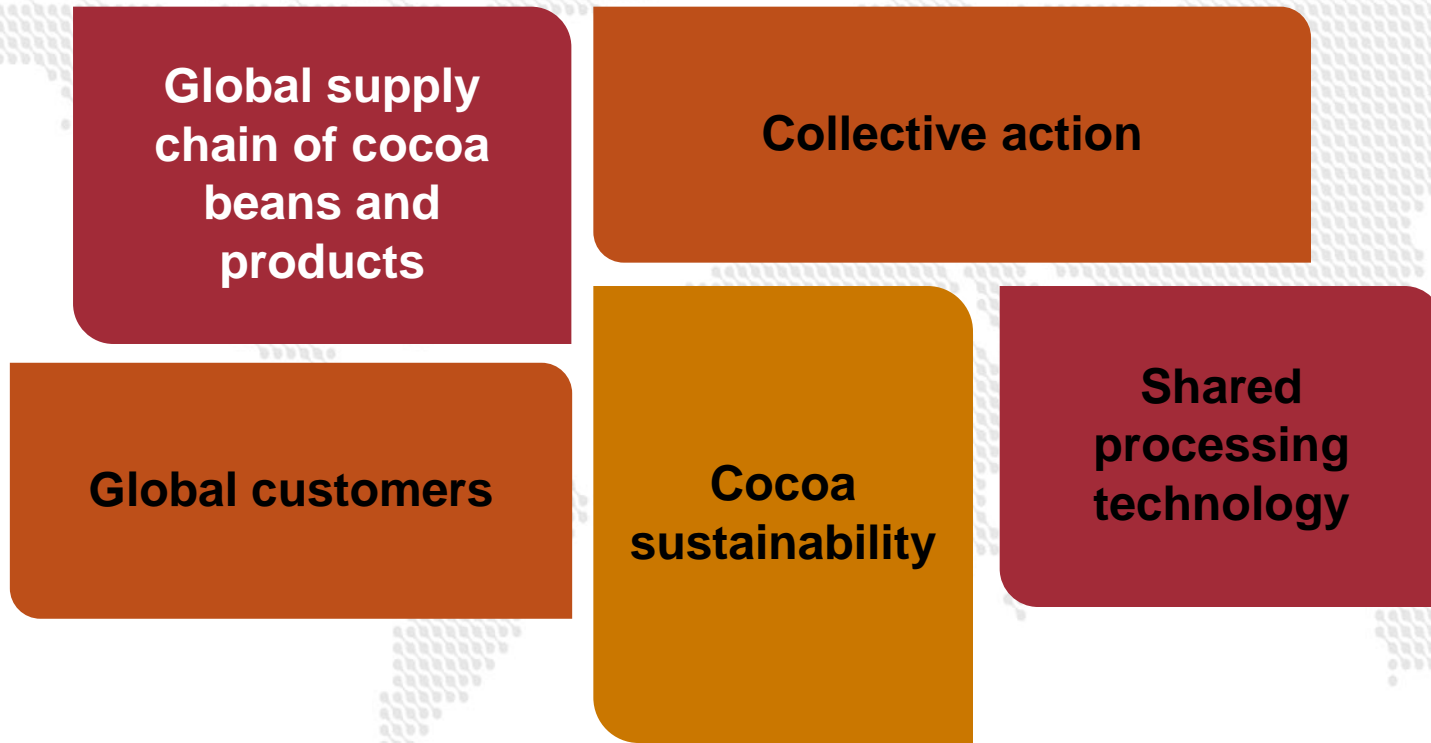 Global supply
chain of cocoa
beans and
products
Collective action
Global customers
Cocoa
sustainability
Shared
processing
technology